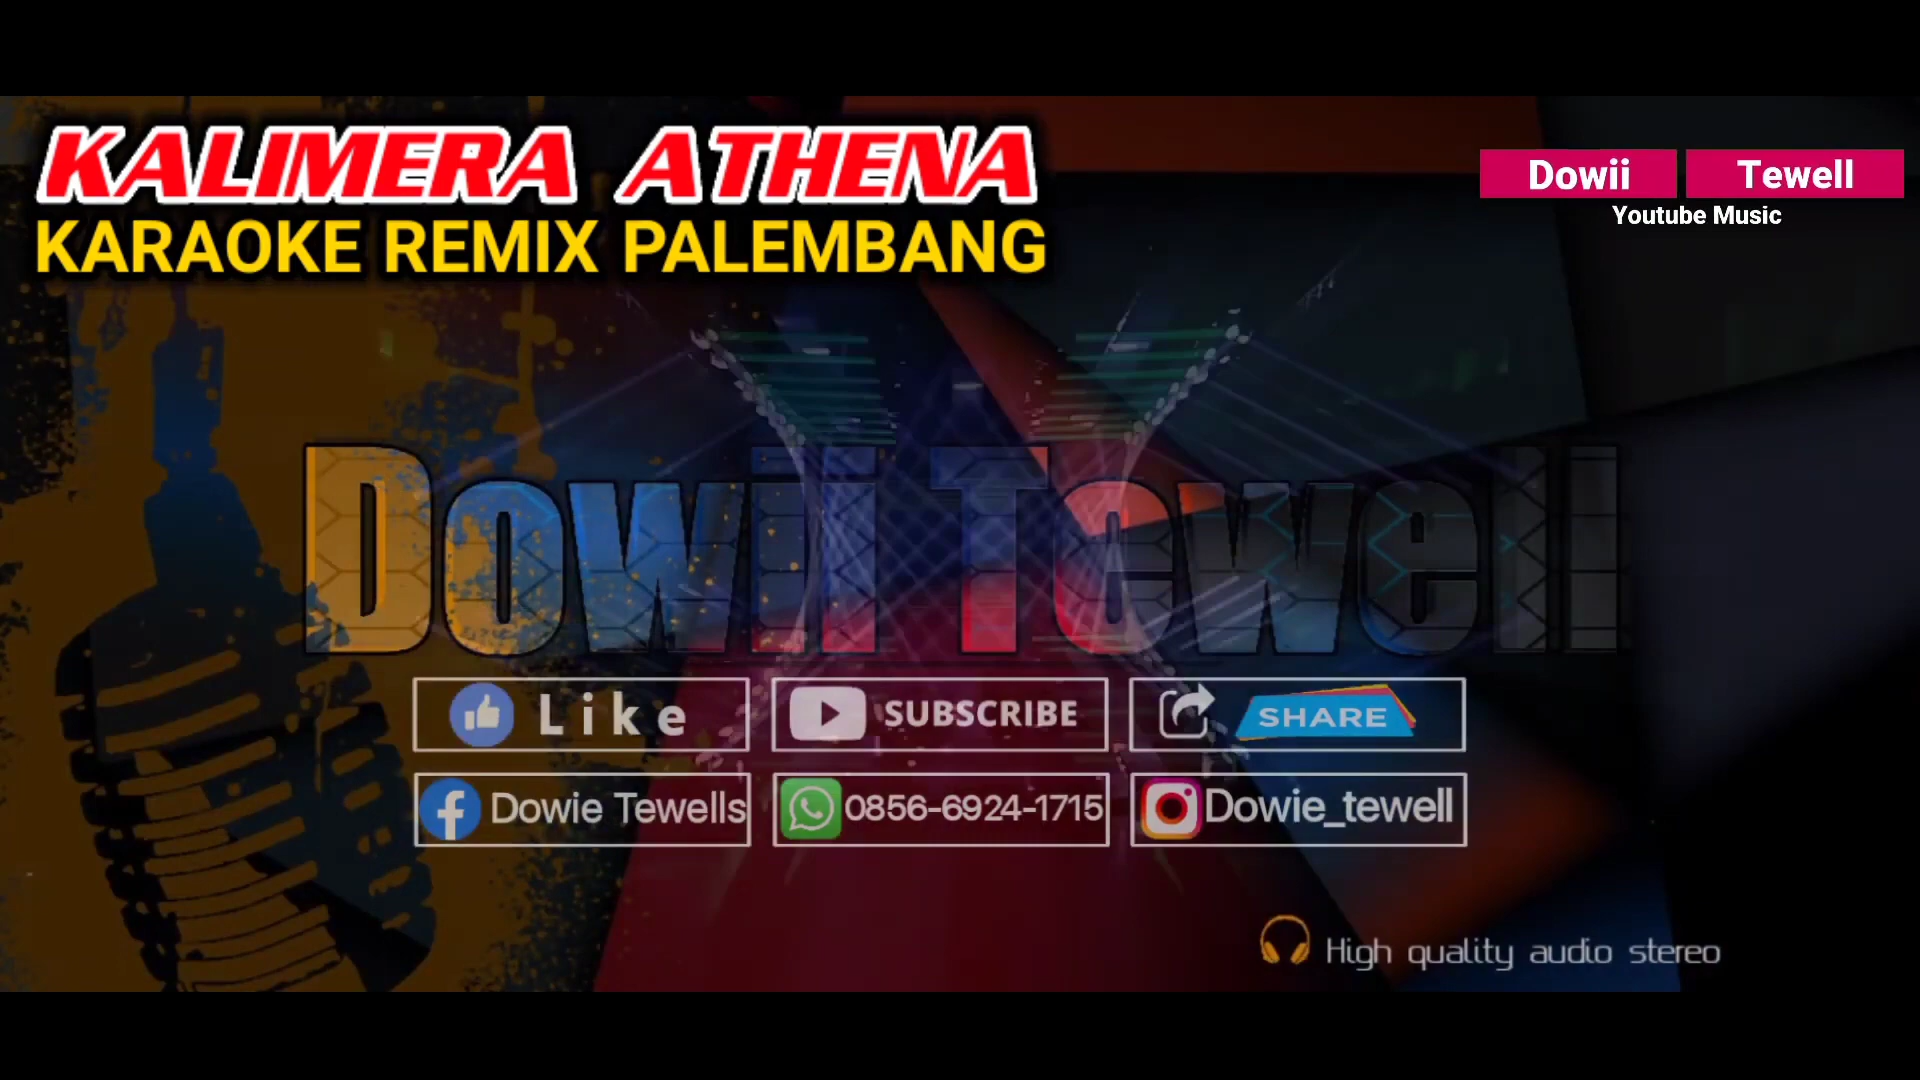 KALIMERA ATHENA
KARAOKE REMIX PALEMBANG
Dowii Tewell
Youtube Music
Dowii Tewell
Like
SUBSCRIBE
SHARE
Dowie Tewells
0856-6924-1715
Dowie_tewell
High quality audio stereo